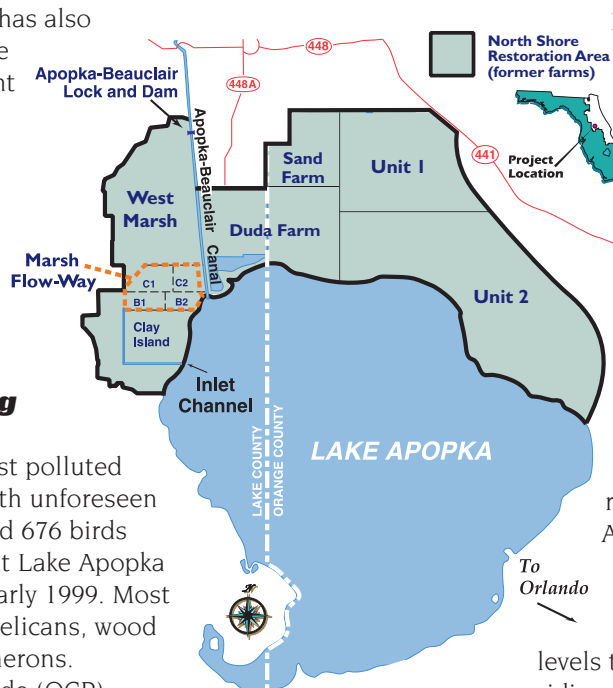 has also
e
nt
448
448A
441
North Shore
Restoration Area
(former farms)
Project
Location
Apopka-Beauclair
Lock and Dam
Apopka-Beauclair Canal
Sand
Farm
Unit 1
West
Marsh
Duda Farm
Marsh
Flow-Way
C1
C2
B1
B2
Unit 2
Clay
Island
Inlet
Channel
LAKE COUNTY
ORANGE COUNTY
LAKE APOPKA
N
To
Orlando
g
st polluted
th unforeseen
d 676 birds
t Lake Apopka
arly 1999. Most
elicans, wood
herons.
de (OCP)
r
A
levels t